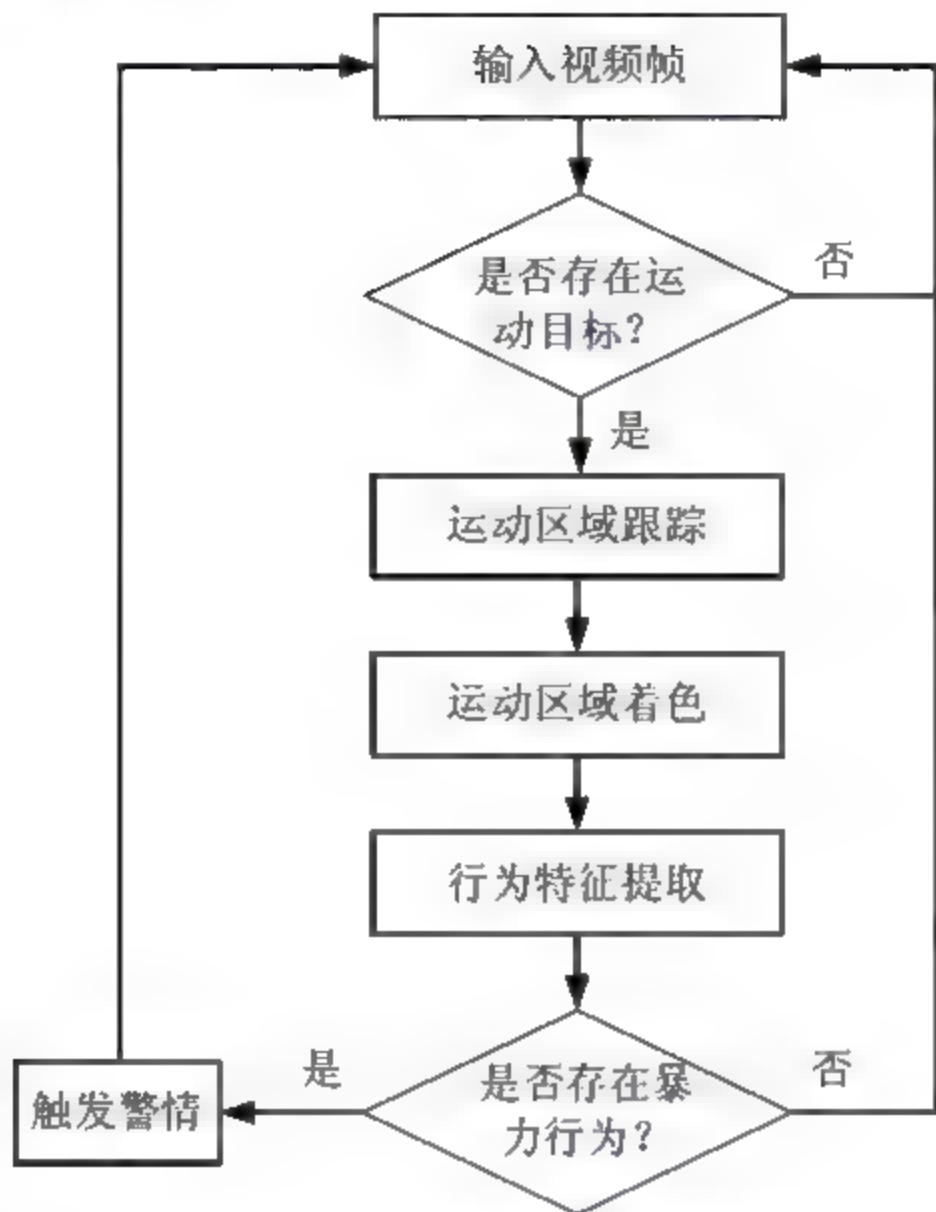 输入视频帧
是否存在运
动目标?
否
是
运动区域跟踪
运动区域着色
行为特征提取
是否存在暴
力行为?
是
否
触发警情